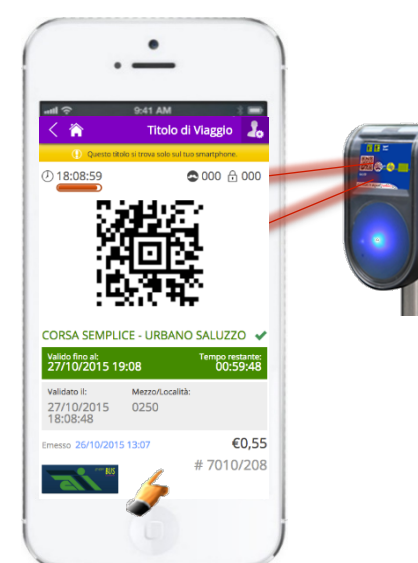 9:41 AM
Titolo di Viaggio
Questo titolo si trova solo sul tuo smartphone.
18:08:59 000 000
CORSA SEMPLICE - URBANO SALUZZO
Valido fino al: Tempo restante:
27/10/2015 19:08 00:59:48
Validato il: Mezzo/Località:
27/10/2015 0250
18:08:48
Emesso 26/10/2015 13:07 €0,55
# 7010/208
BUS